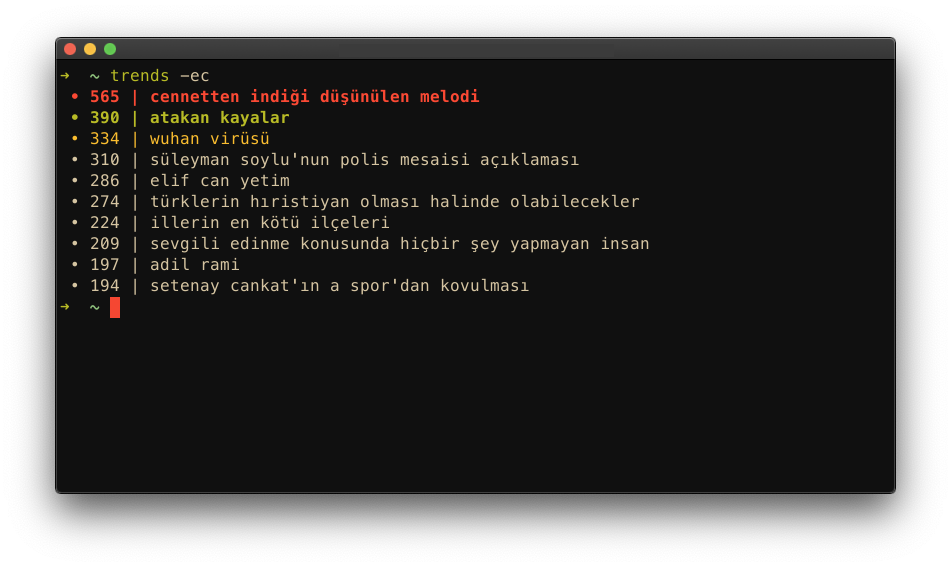 ➜ ~ trends -ec
• 565 | cennetten indiği düşünülen melodi
• 390 | atakan kayalar
• 334 | wuhan virüsü
• 310 | süleyman soylu'nun polis mesaisi açıklaması
• 286 | elif can yetim
• 274 | türklerin hıristiyan olması halinde olabilecekler
• 224 | illerin en kötü ilçeleri
• 209 | sevgili edinme konusunda hiçbir şey yapmayan insan
• 197 | adil rami
• 194 | setenay cankat'ın a spor'dan kovulması
➜ ~